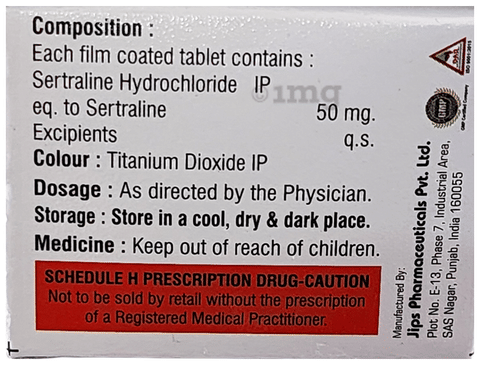 Composition :
Each film coated tablet contains :
Sertraline Hydrochloride IP
eq. to Sertraline 50 mg.
Excipients q.s.
Colour : Titanium Dioxide IP
Dosage : As directed by the Physician.
Storage : Store in a cool, dry & dark place.
Medicine : Keep out of reach of children.
SCHEDULE H PRESCRIPTION DRUG-CAUTION
Not to be sold by retail without the prescription
of a Registered Medical Practitioner.
1mg
GMP
GMP Certified Company
Manufactured By:
Jips Pharmaceuticals Pvt. Ltd.
Plot No. E-13, Phase 7, Industrial Area,
SAS Nagar, Punjab, India 160055